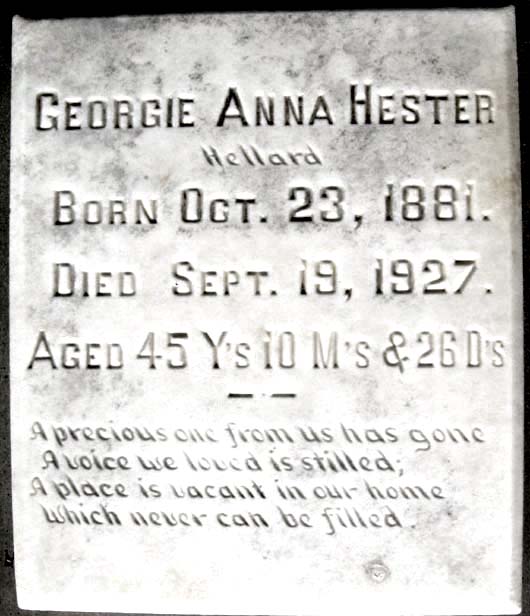 GEORGIE ANNA HESTER
Hellard
BORN OCT. 23, 1881.
DIED SEPT. 19, 1927.
AGED 45 Y'S 10 M'S & 26 D'S
A precious one from us has gone
A voice we loved is stilled;
A place is vacant in our home
Which never can be filled.